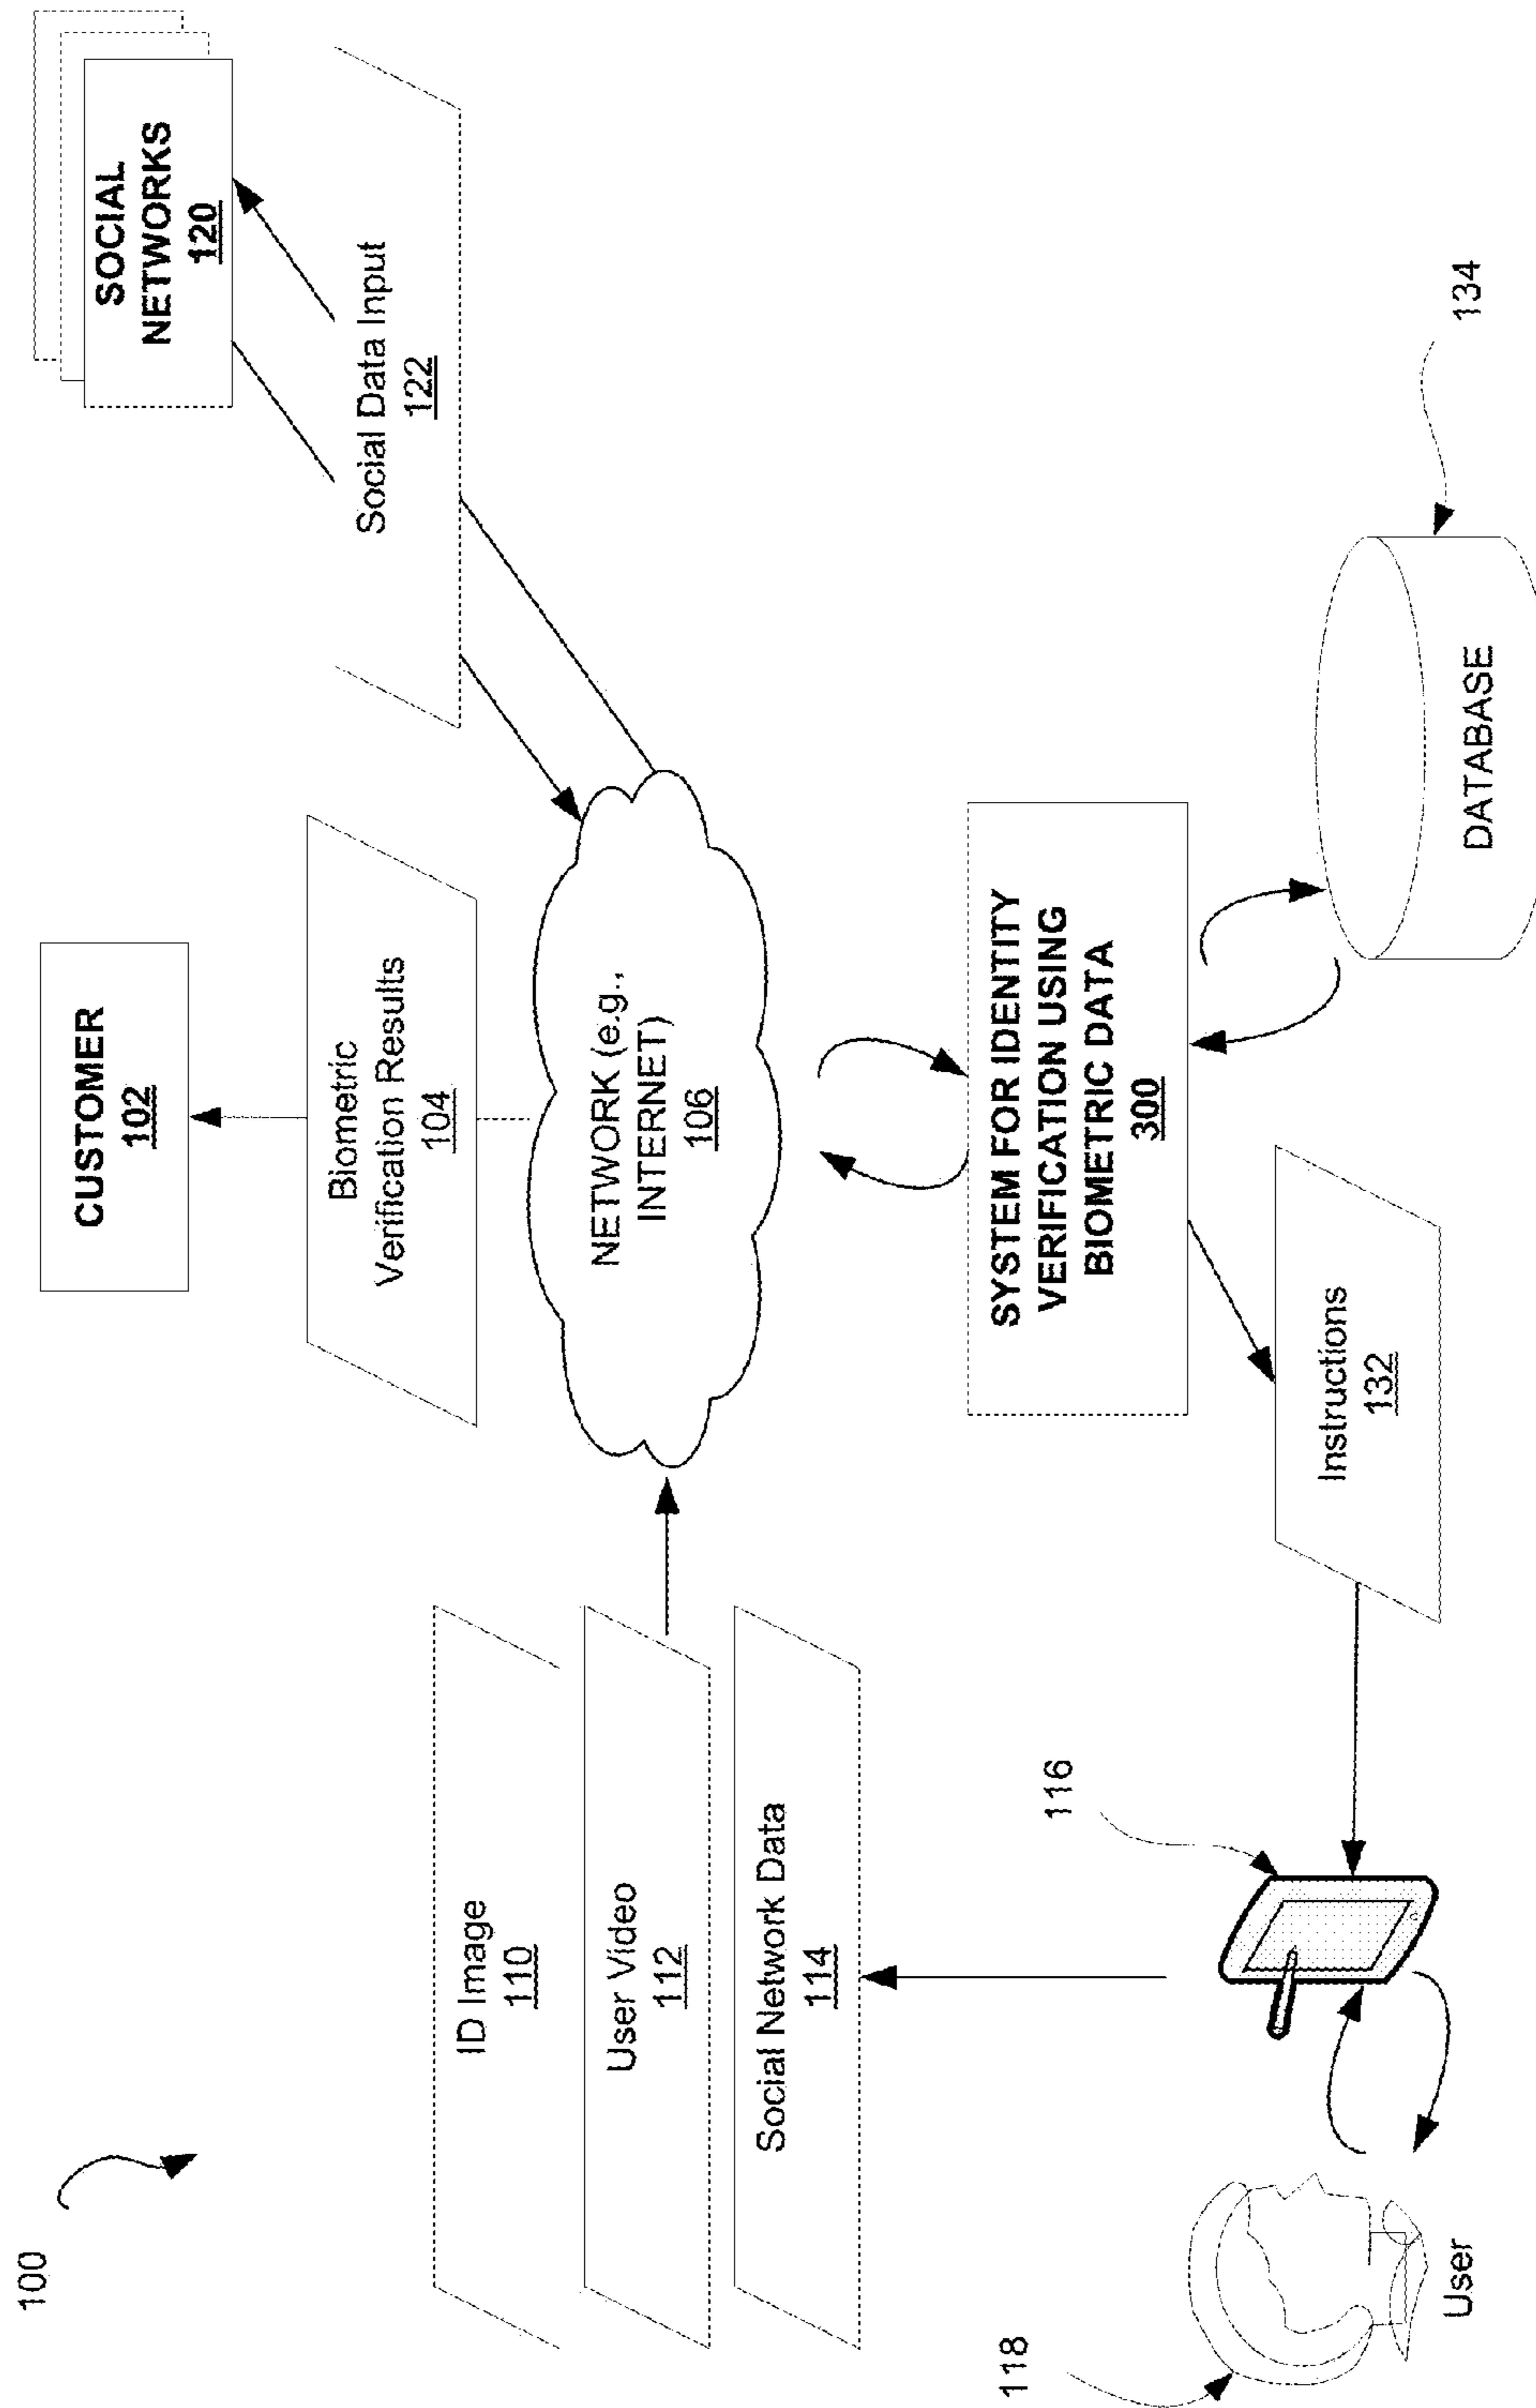 100
CUSTOMER
102
SOCIAL
NETWORKS
120
Biometric
Verification Results
104
Social Data Input
122
ID Image
110
User Video
112
Social Network Data
114
NETWORK (e.g.,
INTERNET)
106
SYSTEM FOR IDENTITY
VERIFICATION USING
BIOMETRIC DATA
300
134
DATABASE
Instructions
132
116
118
User